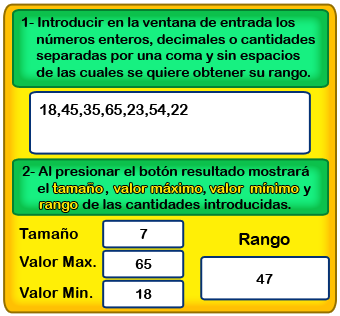 1- Introducir en la ventana de entrada los
números enteros, decimales o cantidades
separadas por una coma y sin espacios
de las cuales se quiere obtener su rango.
18,45,35,65,23,54,22
2- Al presionar el botón resultado mostrará
el tamaño , valor máximo, valor mínimo y
rango de las cantidades introducidas.
Tamaño 7
Valor Max. 65
Valor Min. 18
Rango
47